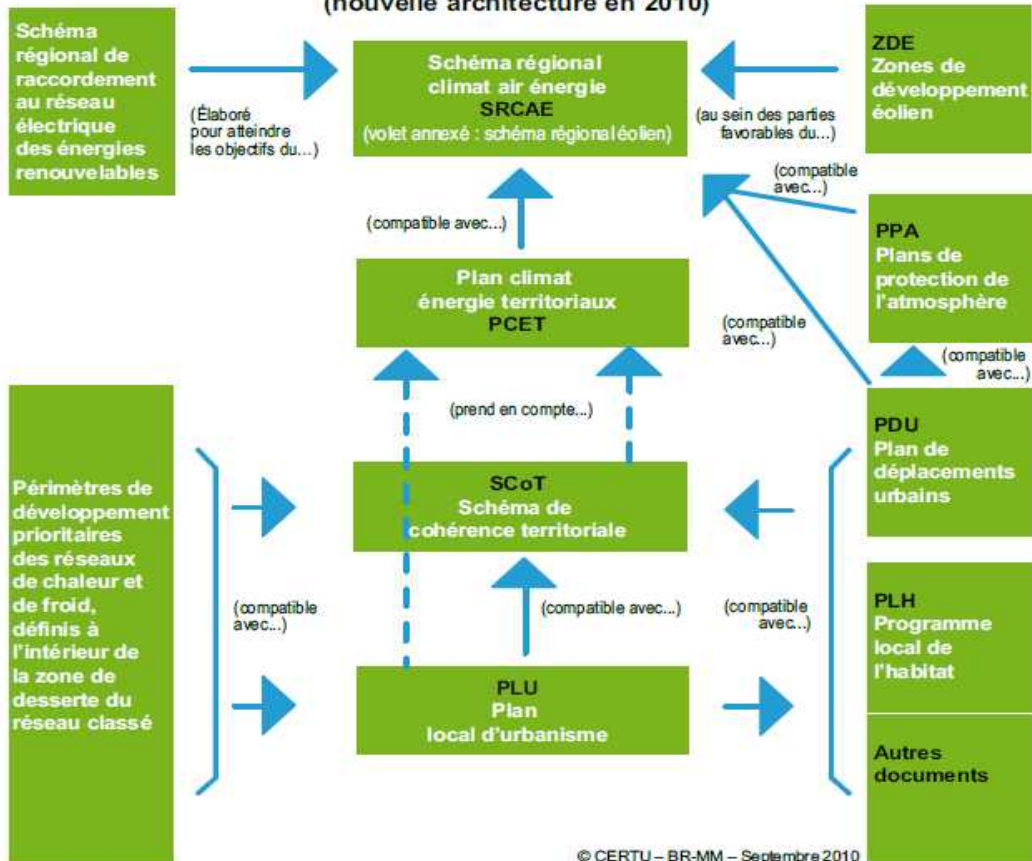 (nouvelle architecture en 2010)
Schéma
régional de
raccordement
au réseau
électrique
des énergies
renouvelables
(Élaboré
pour atteindre
les objectifs du...)
Schéma régional
climat air énergie
SRCAE
(volet annexé : schéma régional éolien)
(au sein des parties
favorables du...)
ZDE
Zones de
développement
éolien
(compatible
avec...)
(compatible avec...)
PPA
Plans de
protection de
l'atmosphère
Plan climat
énergie territoriaux
PCET
(compatible
avec...)
(compatible
avec...)
(prend en compte...)
PDU
Plan de
déplacements
urbains
Périmètres de
développement
prioritaires
des réseaux
de chaleur et
de froid,
définis à
l'intérieur de
la zone de
desserte du
réseau classé
SCoT
Schéma de
cohérence territoriale
(compatible
avec...)
(compatible avec...)
(compatible
avec...)
PLH
Programme
local de
l'habitat
PLU
Plan
local d'urbanisme
Autres
documents
© CERTU – BR-MM – Septembre 2010